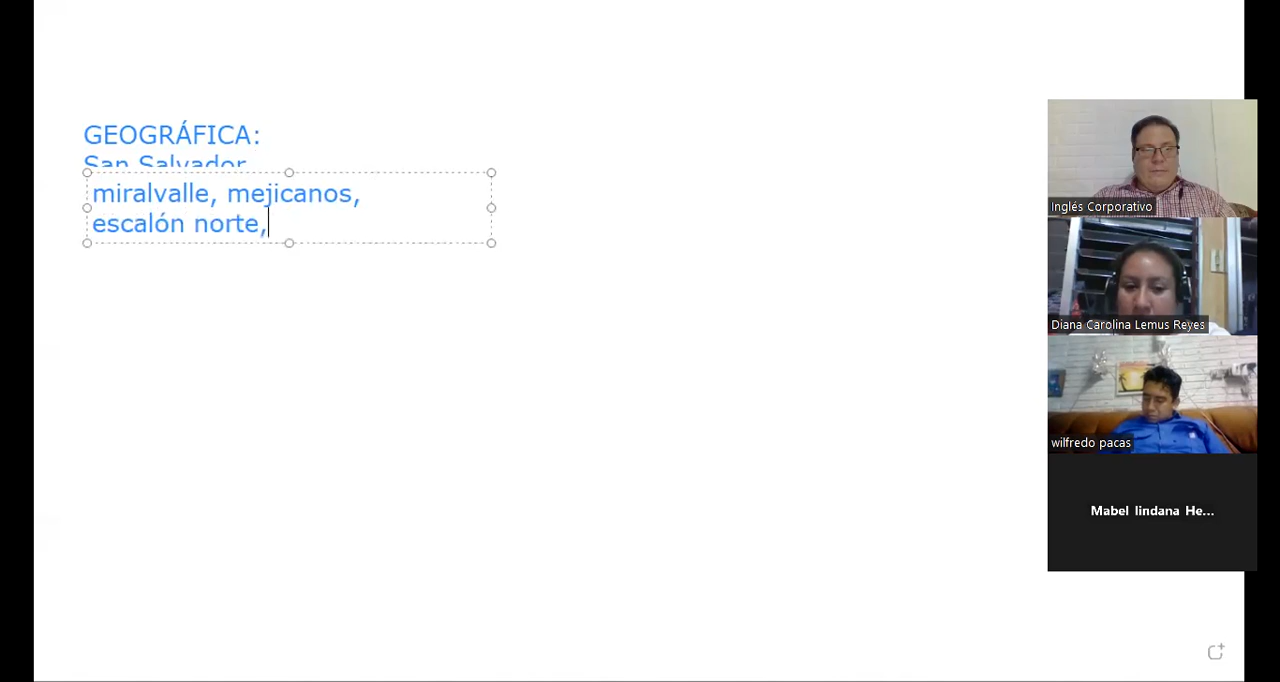 GEOGRÁFICA:
San Salvador
miralvalle, mejicanos,
escalón norte,
Inglés Corporativo
Diana Carolina Lemus Reyes
wilfredo pacas
Mabel lindana He...